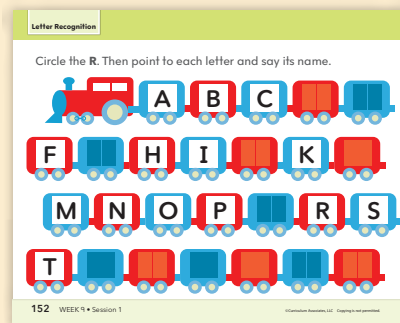 Letter Recognition
Circle the R. Then point to each letter and say its name.
A B C
F H I K
M N O P R S
T
152 WEEK 9 • Session 1
©Curriculum Associates, LLC Copying is not permitted.